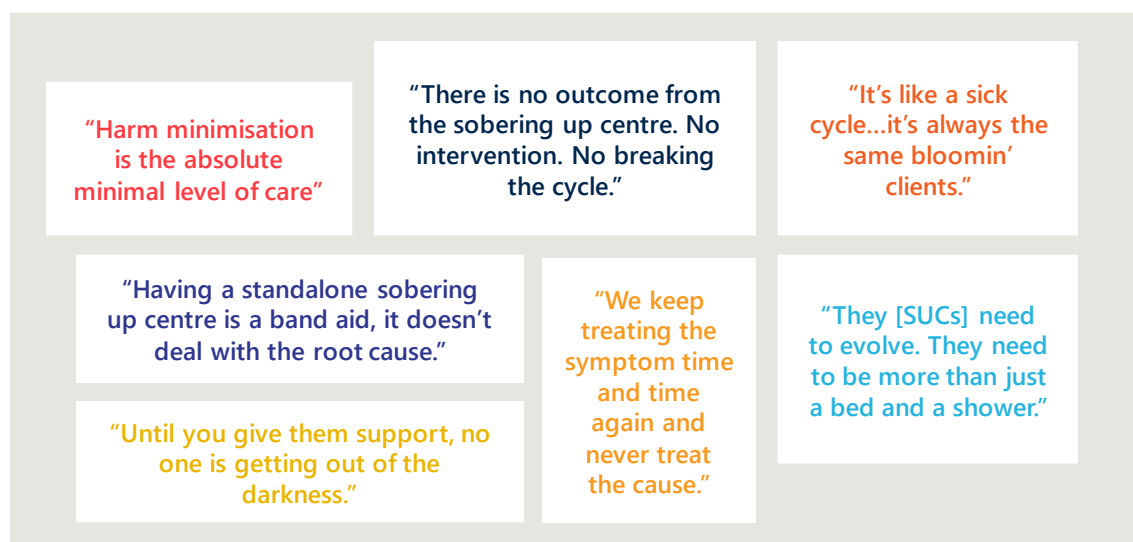 “Harm minimisation
is the absolute
minimal level of care”
“There is no outcome from
the sobering up centre. No
intervention. No breaking
the cycle.”
“It’s like a sick
cycle...it’s always the
same bloomin’
clients.”
“Having a standalone sobering
up centre is a band aid, it doesn’t
deal with the root cause.”
“We keep
treating the
symptom time
and time
again and
never treat
the cause.”
“They [SUCs] need
to evolve. They need
to be more than just
a bed and a shower.”
“Until you give them support, no
one is getting out of the
darkness.”